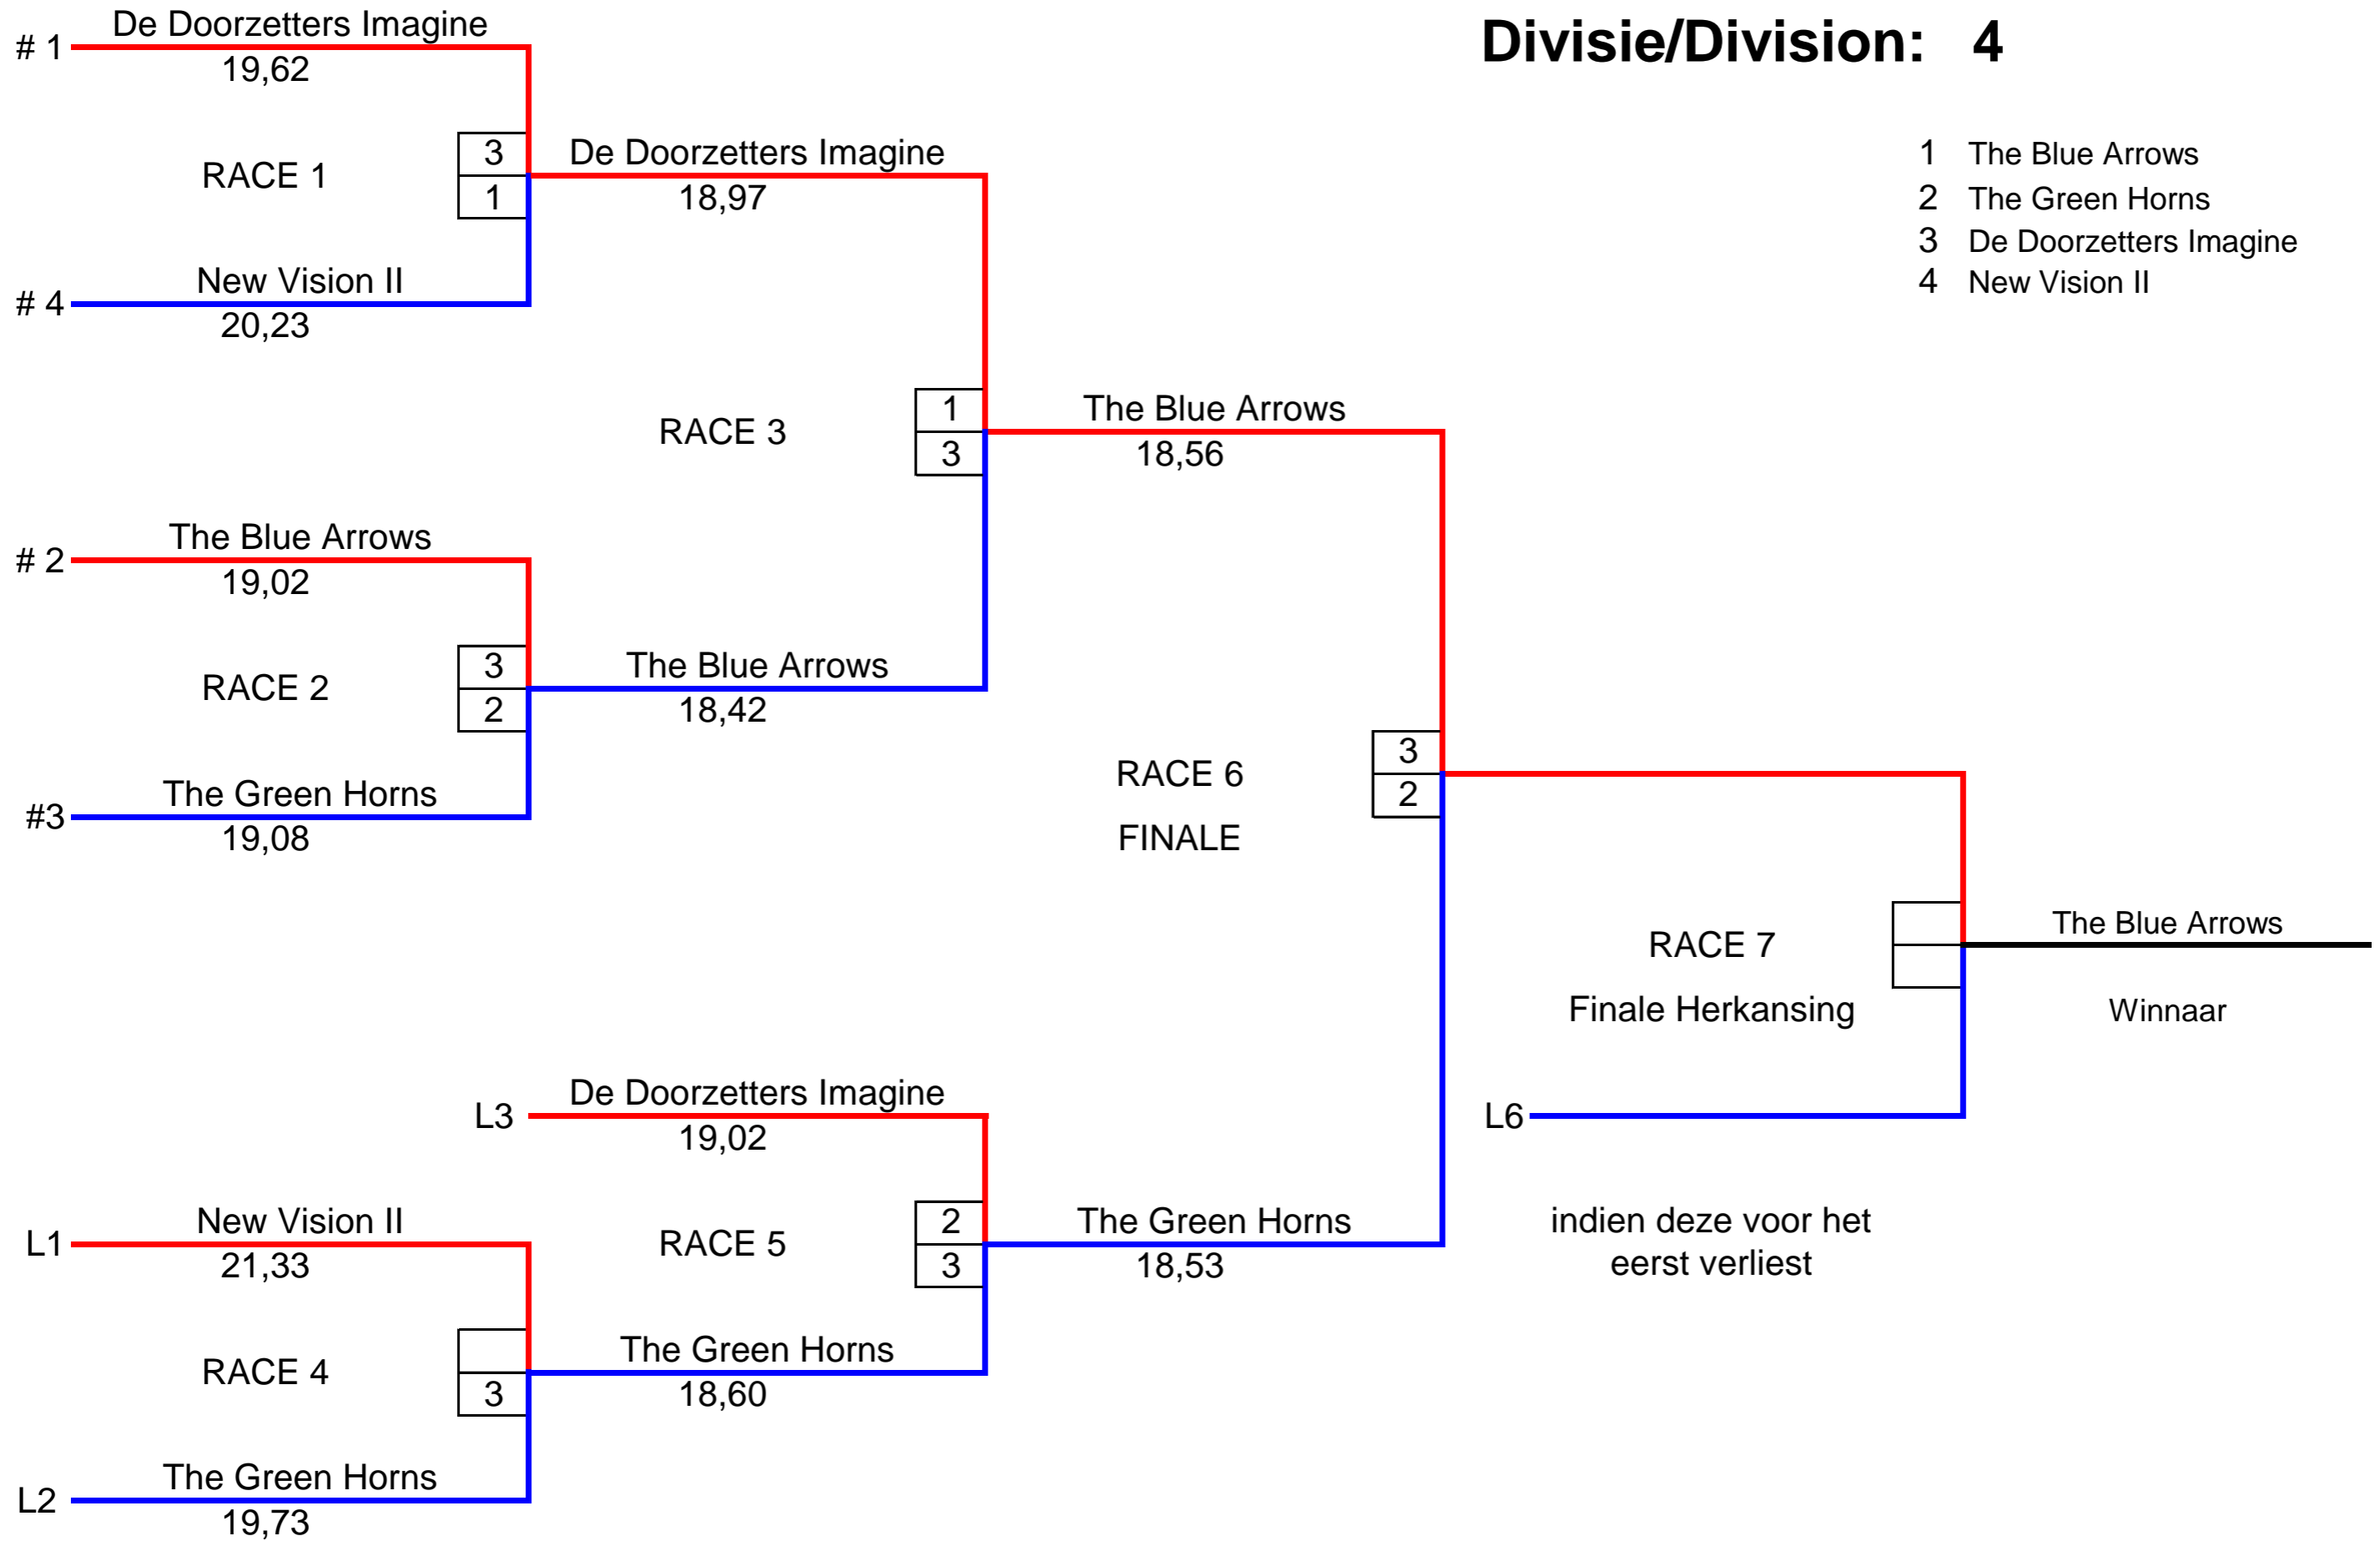 De Doorzetters Imagine
# 1
19,62
Divisie/Division: 4
RACE 1
3
1
De Doorzetters Imagine
18,97
1 The Blue Arrows
2 The Green Horns
3 De Doorzetters Imagine
4 New Vision II
New Vision II
# 4
20,23
RACE 3
1
3
The Blue Arrows
18,56
The Blue Arrows
# 2
19,02
RACE 2
3
2
The Blue Arrows
18,42
The Green Horns
#3
19,08
RACE 6
FINALE
3
2
RACE 7
Finale Herkansing
The Blue Arrows
Winnaar
De Doorzetters Imagine
L3
19,02
L6
indien deze voor het
eerst verliest
New Vision II
L1
21,33
RACE 5
2
3
The Green Horns
18,53
RACE 4
3
The Green Horns
18,60
The Green Horns
L2
19,73